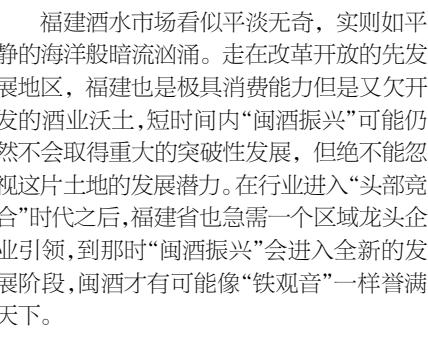 福建酒水市场看似平淡无奇，实则如平
静的海洋般暗流汹涌。走在改革开放的先发
展地区，福建也是极具消费能力但是又欠开
发的酒业沃土，短时间内“闽酒振兴”可能仍
然不会取得重大的突破性发展，但绝不能忽
视这片土地的发展潜力。在行业进入“头部竞
合”时代之后，福建省也急需一个区域龙头企
业引领，到那时“闽酒振兴”会进入全新的发
展阶段，闽酒才有可能像“铁观音”一样誉满
天下。